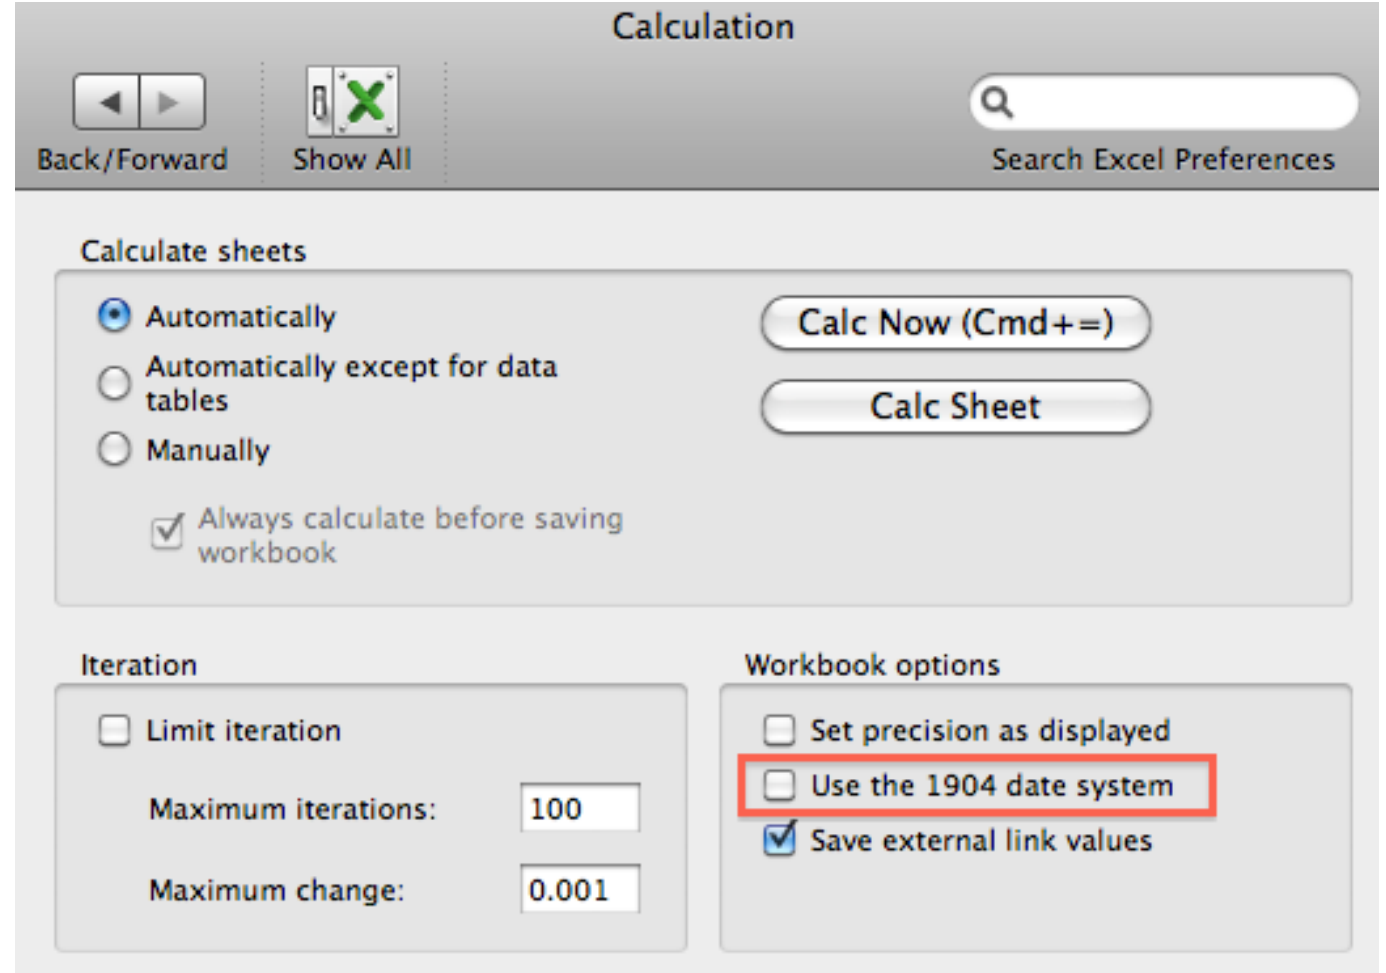 Calculation
Back/Forward
Show All
Search Excel Preferences
Calculate sheets
Automatically
Automatically except for data
tables
Manually
Always calculate before saving
workbook
Calc Now (Cmd+=)
Calc Sheet
Iteration
Limit iteration
Maximum iterations: 100
Maximum change: 0.001
Workbook options
Set precision as displayed
Use the 1904 date system
Save external link values